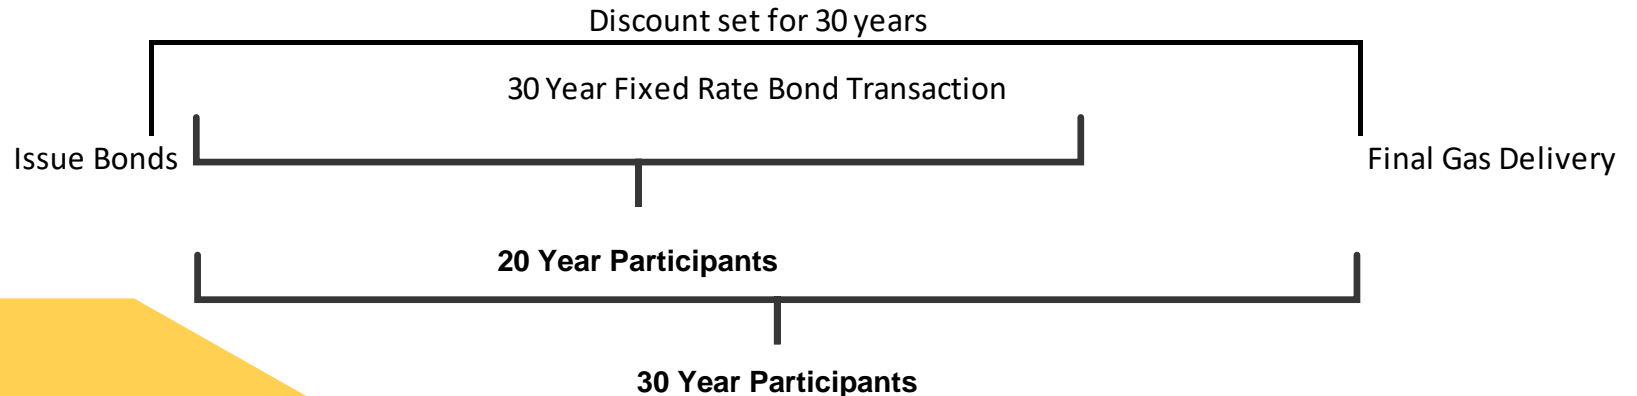 Discount set for 30 years
30 Year Fixed Rate Bond Transaction
Issue Bonds
Final Gas Delivery
20 Year Participants
30 Year Participants